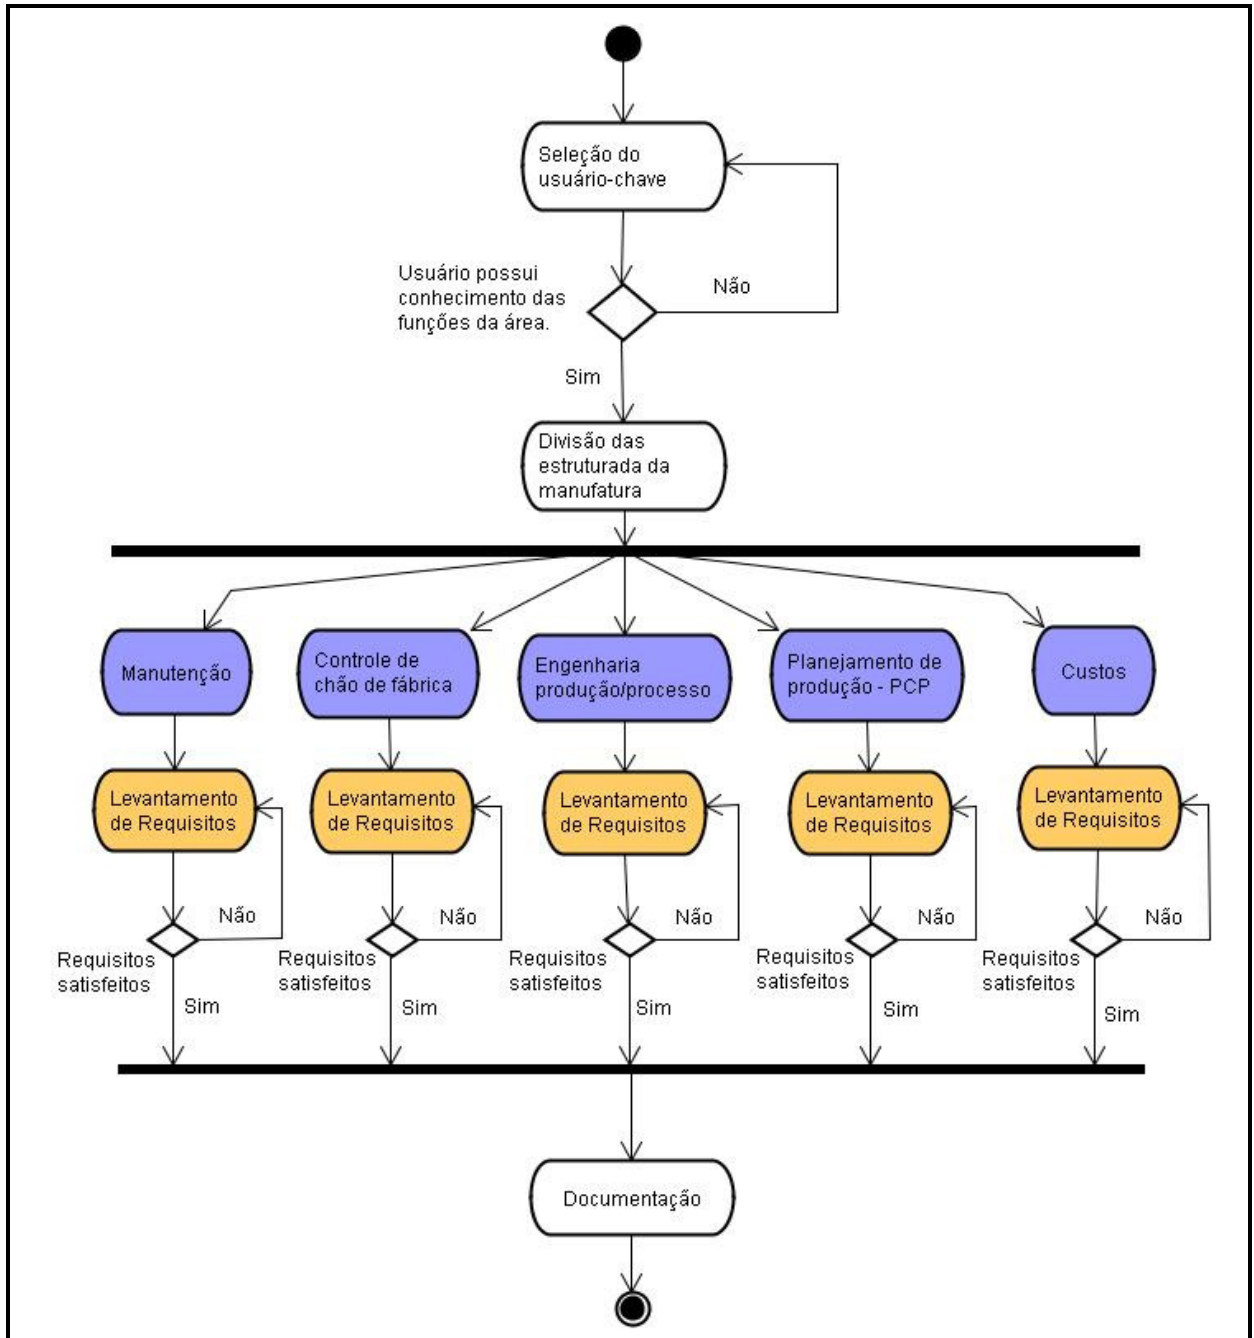 Seleção do
usuário-chave
Usuário possui
conhecimento das
funções da área.
Não
Sim
Divisão das
estruturada da
manufatura
Manutenção
Controle de
chão de fábrica
Engenharia
produção/processo
Planejamento de
produção - PCP
Custos
Levantamento
de Requisitos
Levantamento
de Requisitos
Levantamento
de Requisitos
Levantamento
de Requisitos
Levantamento
de Requisitos
Não
Não
Não
Não
Não
Requisitos
satisfeitos
Requisitos
satisfeitos
Requisitos
satisfeitos
Requisitos
satisfeitos
Requisitos
satisfeitos
Sim
Sim
Sim
Sim
Sim
Documentação